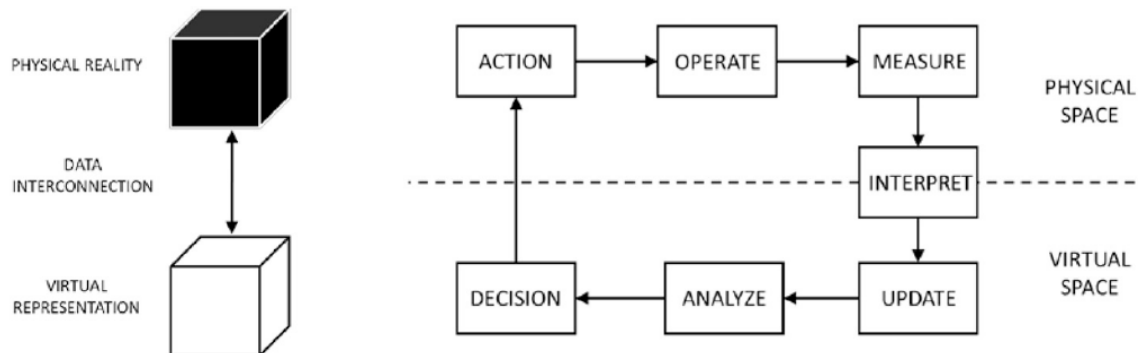 PHYSICAL REALITY
DATA
INTERCONNECTION
VIRTUAL
REPRESENTATION
ACTION
OPERATE
MEASURE
PHYSICAL
SPACE
INTERPRET
DECISION
ANALYZE
UPDATE
VIRTUAL
SPACE